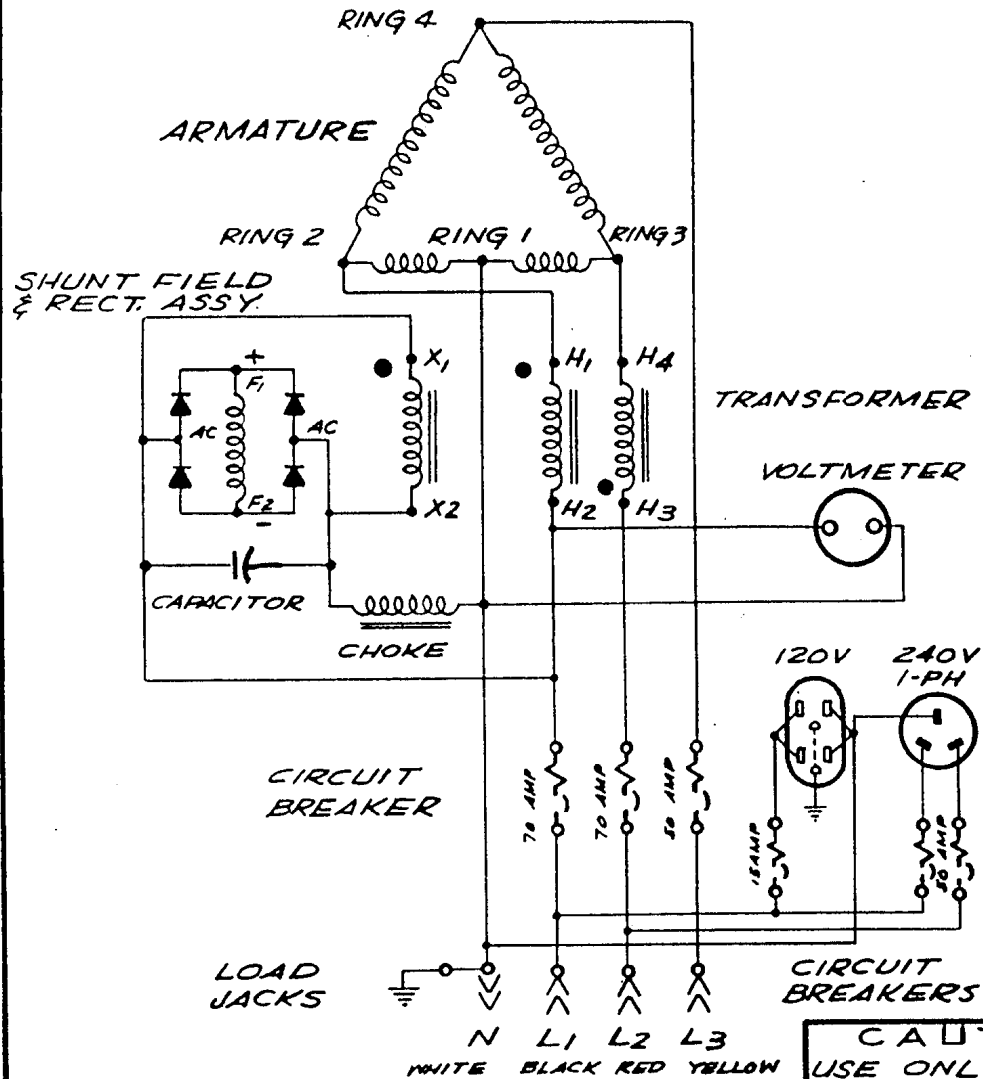 RING 4
ARMATURE
RING 2
RING 1
RING 3
SHUNT FIELD
& RECT. ASSY.
X1
H1
H4
+
F1
AC
AC
TRANSFORMER
VOLTMETER
F2
-
X2
H2
H3
CAPACITOR
CHOKE
120V
240V
1-PH
CIRCUIT
BREAKER
70 AMP
70 AMP
50 AMP
15 AMP
50 AMP
LOAD
JACKS
CIRCUIT
BREAKERS
N
L1
L2
L3
WHITE
BLACK
RED
YELLOW
USE ONL